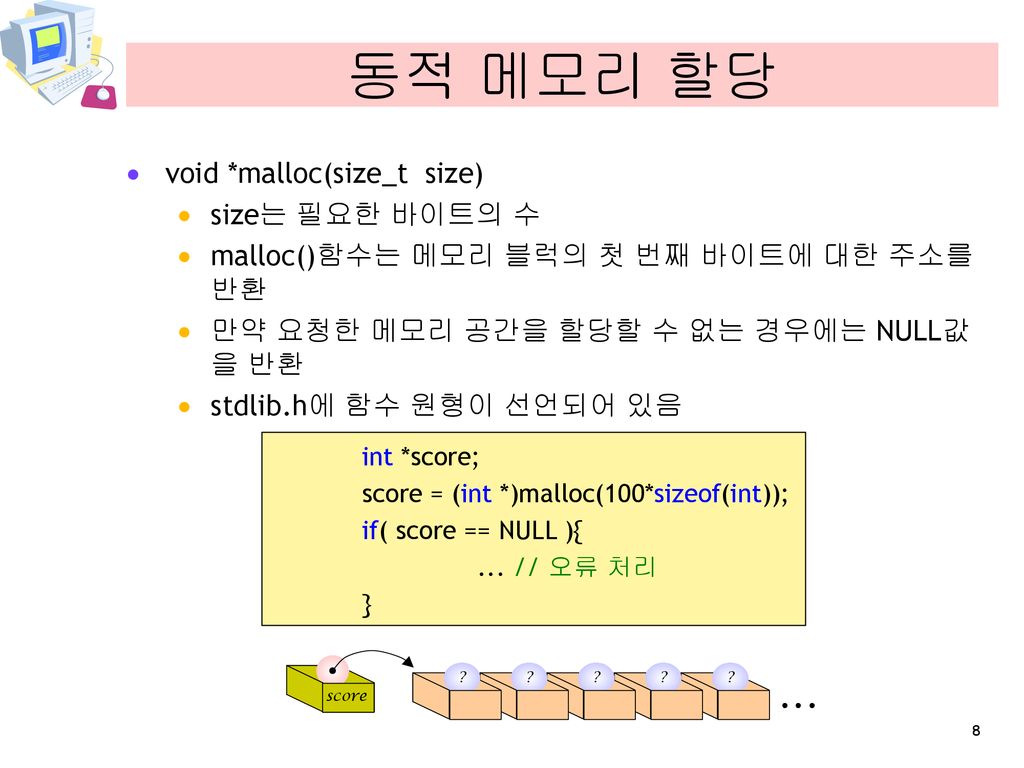 동적 메모리 할당
void *malloc(size_t size)
size는 필요한 바이트의 수
malloc()함수는 메모리 블럭의 첫 번째 바이트에 대한 주소를
반환
만약 요청한 메모리 공간을 할당할 수 없는 경우에는 NULL값
을 반환
stdlib.h에 함수 원형이 선언되어 있음
int *score;
score = (int *)malloc(100*sizeof(int));
if( score == NULL ){
... // 오류 처리
}
score ? ? ? ? ? ...
8